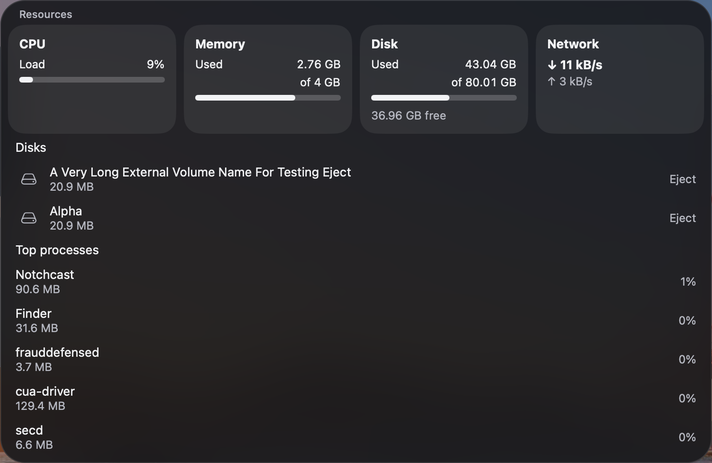 Resources
CPU
Load 9%
Memory
Used 2.76 GB
of 4 GB
Disk
Used 43.04 GB
of 80.01 GB
36.96 GB free
Network
↓ 11 kB/s
↑ 3 kB/s
Disks
A Very Long External Volume Name For Testing Eject
20.9 MB
Eject
Alpha
20.9 MB
Eject
Top processes
Notchcast
90.6 MB
1%
Finder
31.6 MB
0%
frauddefensed
3.7 MB
0%
cua-driver
129.4 MB
0%
secd
6.6 MB
0%